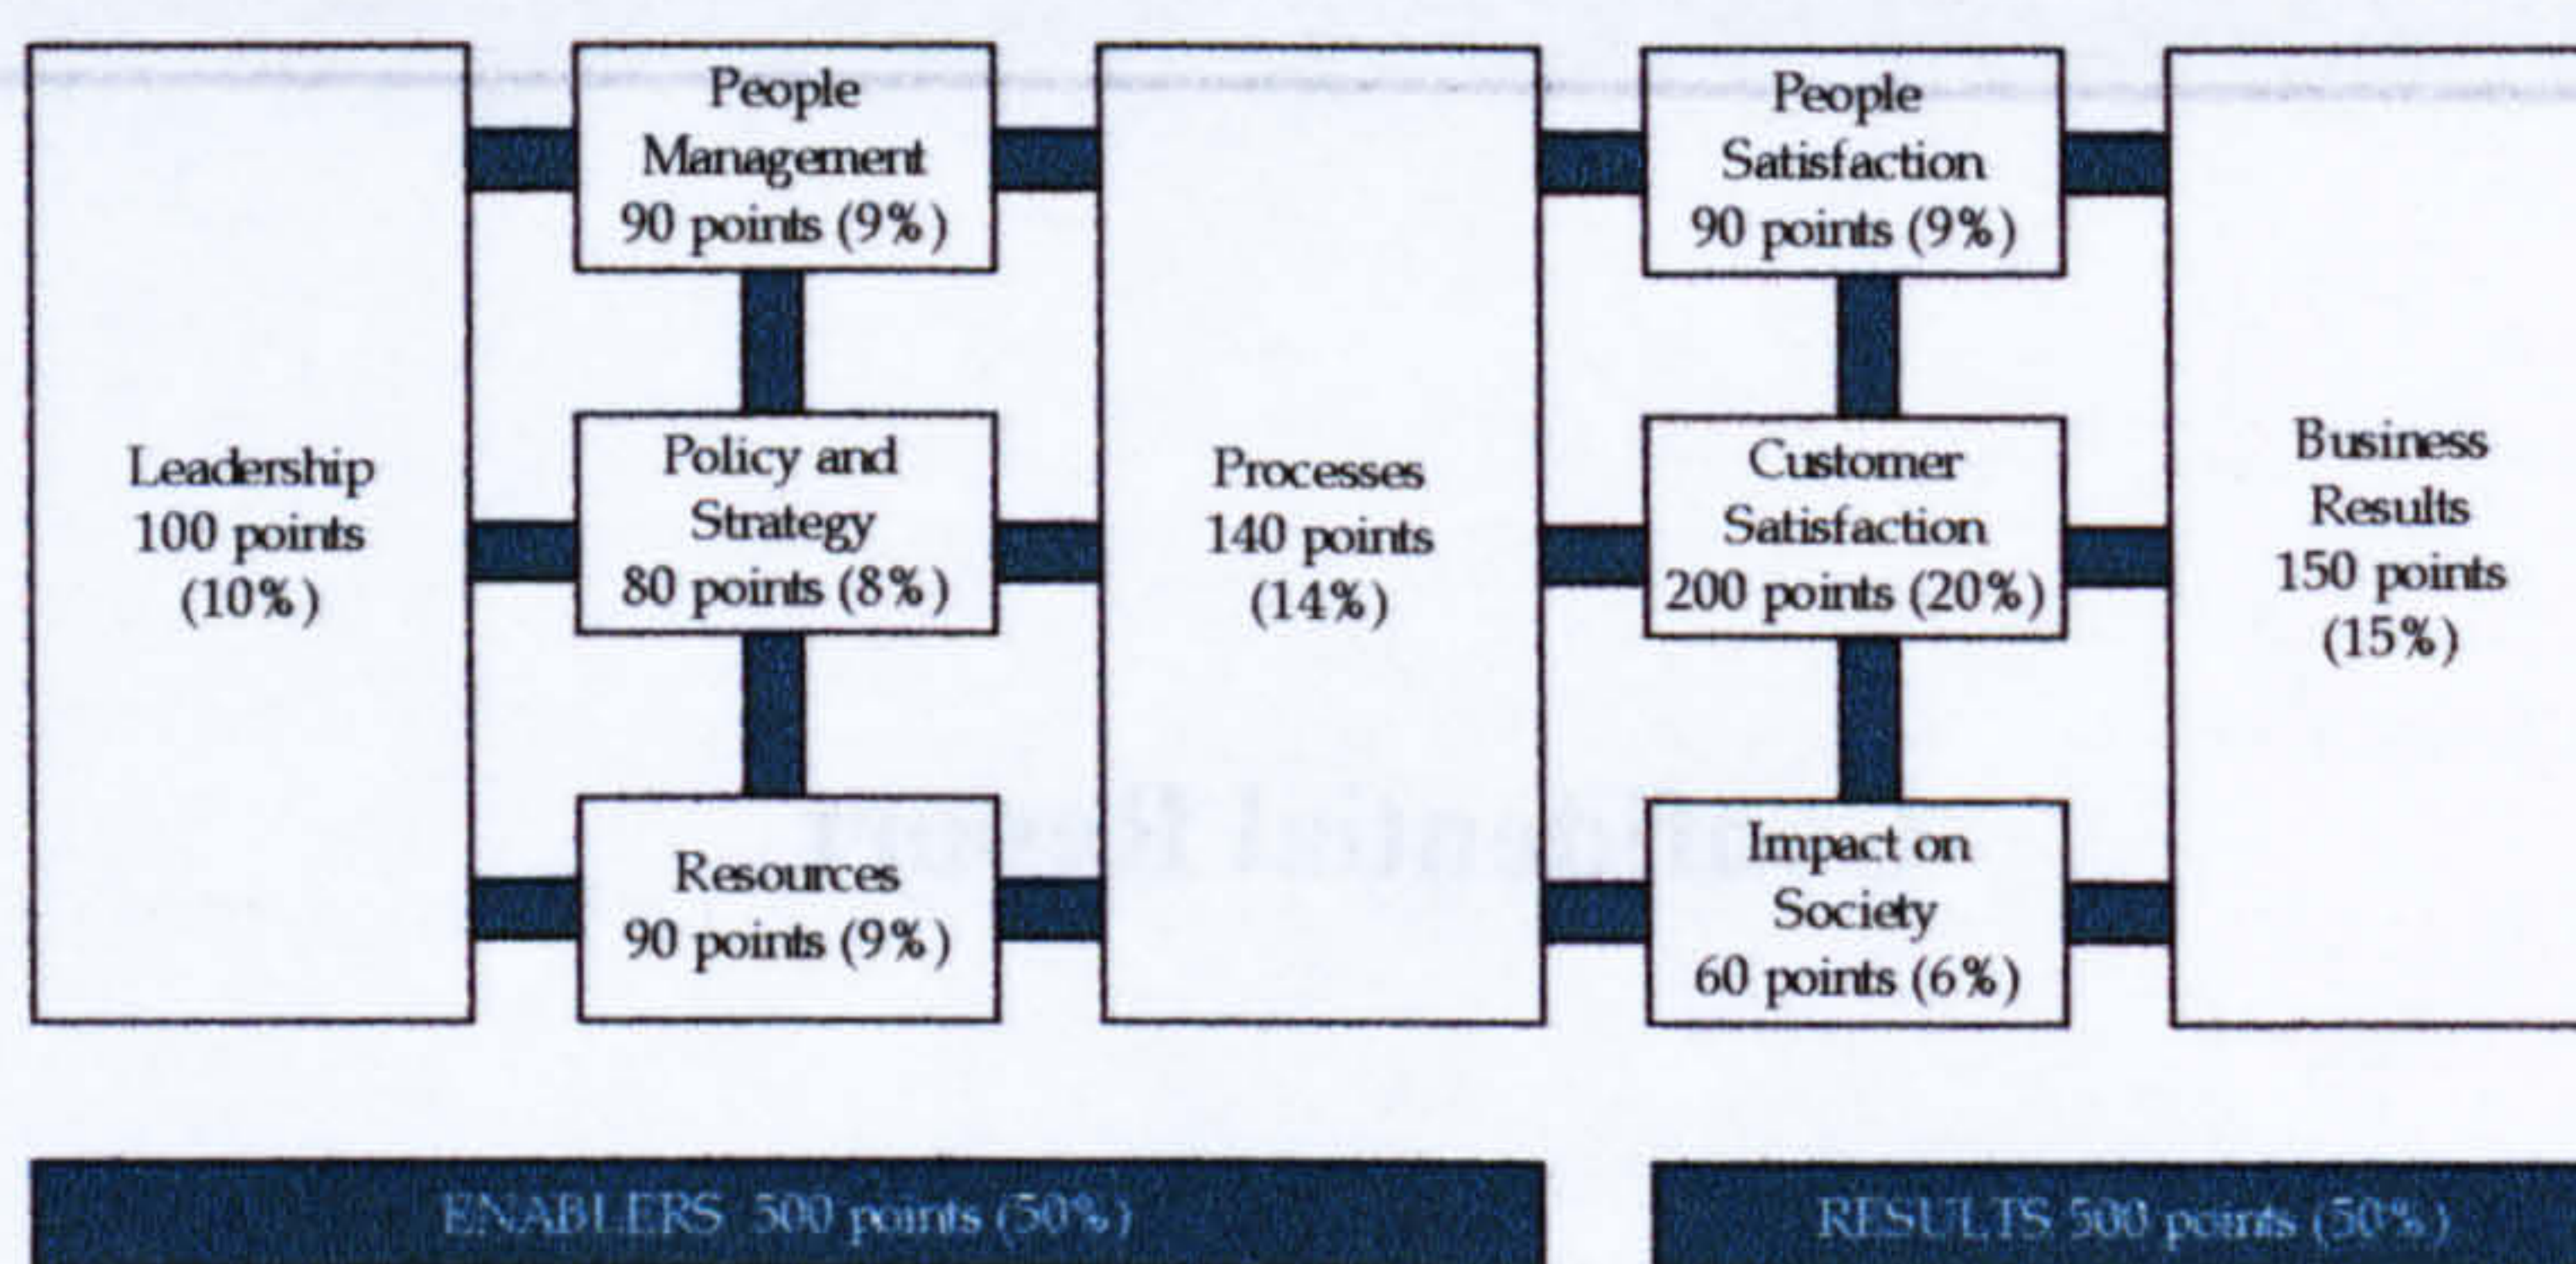 Leadership
100 points
(10%)
People
Management
90 points (9%)
Policy and
Strategy
80 points (8%)
Resources
90 points (9%)
Processes
140 points
(14%)
People
Satisfaction
90 points (9%)
Customer
Satisfaction
200 points (20%)
Impact on
Society
60 points (6%)
Business
Results
150 points
(15%)
ENABLERS 500 points (50%)
RESULTS 500 points (50%)